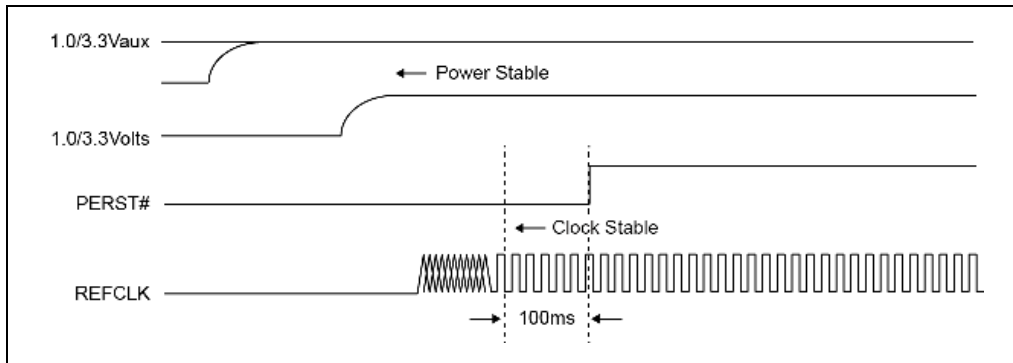 1.0/3.3Vaux
Power Stable
1.0/3.3Volts
PERST#
Clock Stable
REFCLK
100ms